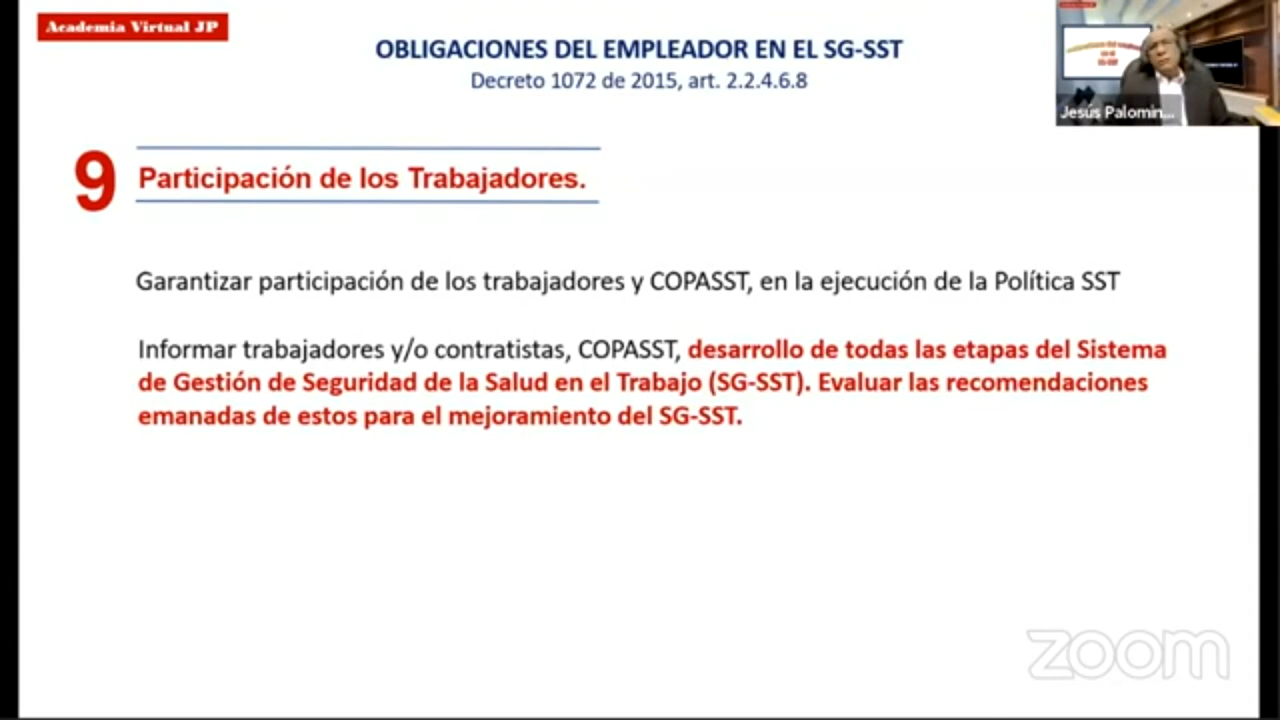 Academia Virtual JP
OBLIGACIONES DEL EMPLEADOR EN EL SG-SST
Decreto 1072 de 2015, art. 2.2.4.6.8
Jesús Palomin...
9
Participación de los Trabajadores.
Garantizar participación de los trabajadores y COPASST, en la ejecución de la Política SST
Informar trabajadores y/o contratistas, COPASST, desarrollo de todas las etapas del Sistema
de Gestión de Seguridad de la Salud en el Trabajo (SG-SST). Evaluar las recomendaciones
emanadas de estos para el mejoramiento del SG-SST.
zoom